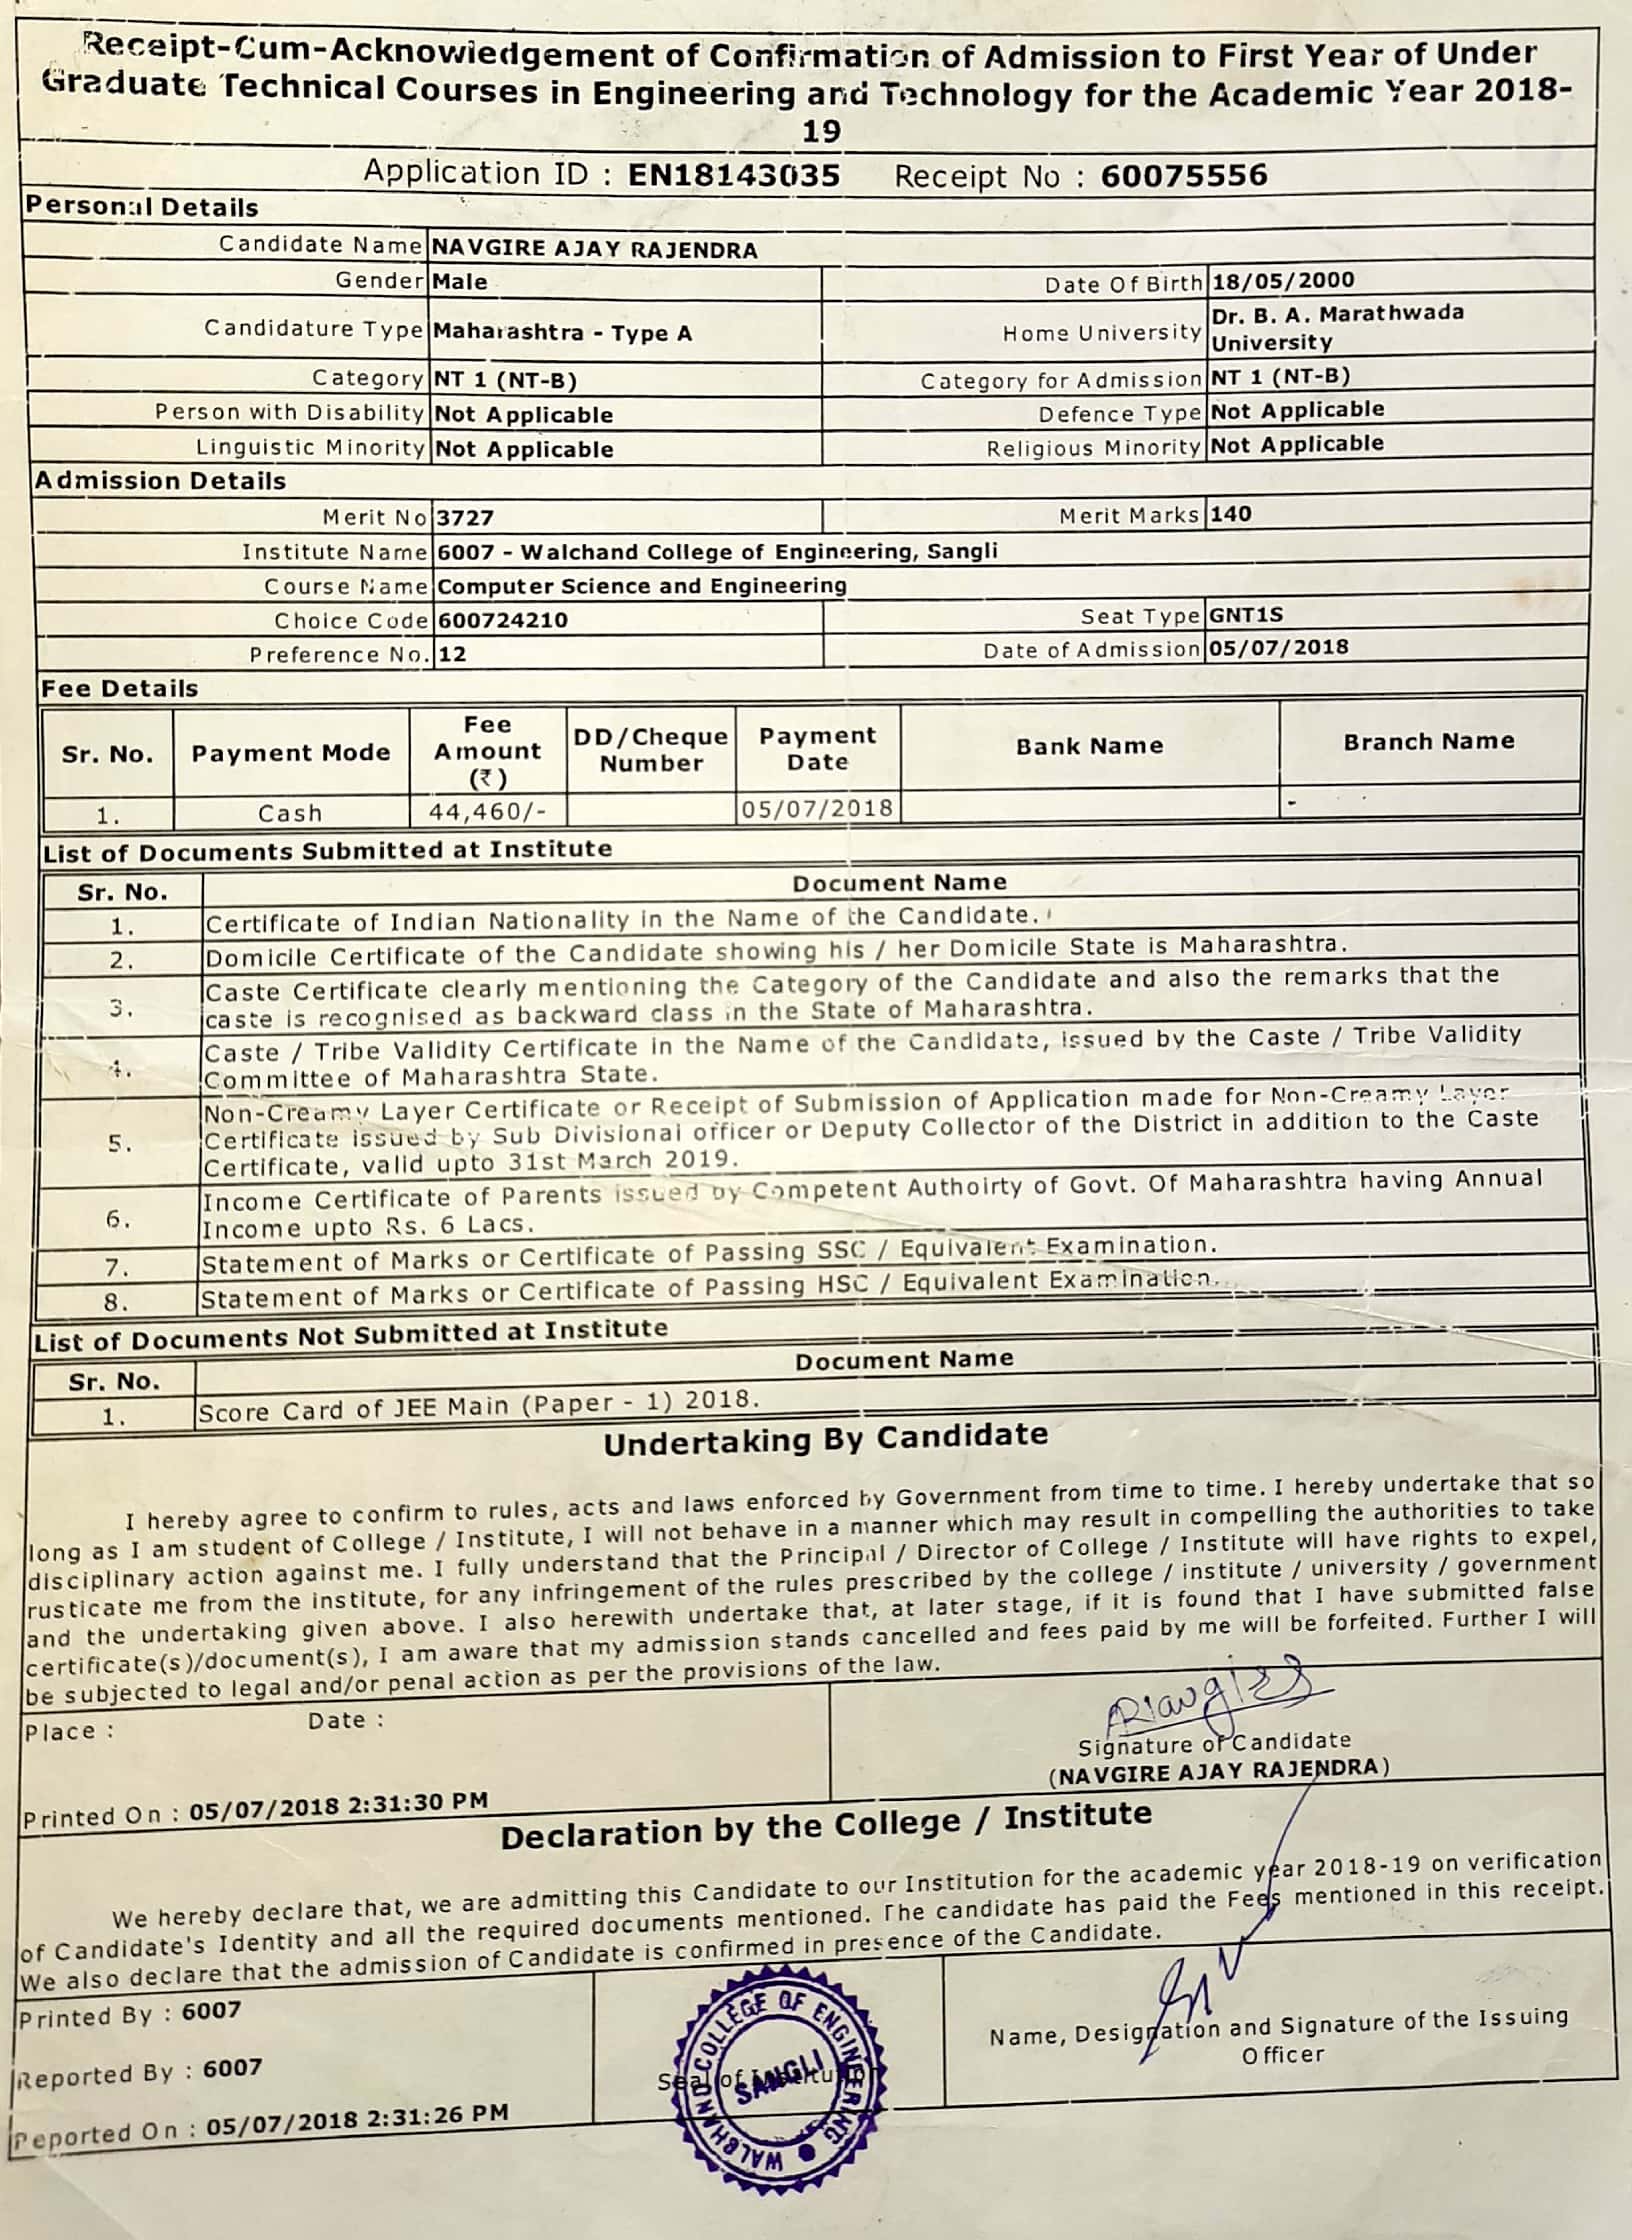 Receipt-Cum-Acknowledgement of Confirmation of Admission to First Year of Under
Graduate Technical Courses in Engineering and Technology for the Academic Year 2018-
19
Application ID : EN18143035 Receipt No : 60075556
Personal Details
Candidate Name NAVGIRE AJAY RAJENDRA
Gender Male Date Of Birth 18/05/2000
Candidature Type Maharashtra - Type A Home University Dr. B. A. Marathwada
University
Category NT 1 (NT-B) Category for Admission NT 1 (NT-B)
Person with Disability Not Applicable Defence Type Not Applicable
Linguistic Minority Not Applicable Religious Minority Not Applicable
Admission Details
Merit No 3727 Merit Marks 140
Institute Name 6007 - Walchand College of Engineering, Sangli
Course Name Computer Science and Engineering
Choice Code 600724210 Seat Type GNT1S
Preference No. 12 Date of Admission 05/07/2018
Fee Details
Sr. No. Payment Mode Fee Amount (₹) DD/Cheque Number Payment Date Bank Name Branch Name
1. Cash 44,460/- 05/07/2018 -
List of Documents Submitted at Institute
Sr. No. Document Name
1. Certificate of Indian Nationality in the Name of the Candidate.
2. Domicile Certificate of the Candidate showing his / her Domicile State is Maharashtra.
3. Caste Certificate clearly mentioning the Category of the Candidate and also the remarks that the
caste is recognised as backward class in the State of Maharashtra.
4. Caste / Tribe Validity Certificate in the Name of the Candidate, issued by the Caste / Tribe Validity
Committee of Maharashtra State.
5. Non-Creamy Layer Certificate or Receipt of Submission of Application made for Non-Creamy Layer
Certificate issued by Sub Divisional officer or Deputy Collector of the District in addition to the Caste
Certificate, valid upto 31st March 2019.
6. Income Certificate of Parents issued by Competent Authoirty of Govt. Of Maharashtra having Annual
Income upto Rs. 6 Lacs.
7. Statement of Marks or Certificate of Passing SSC / Equivalent Examination.
8. Statement of Marks or Certificate of Passing HSC / Equivalent Examination.
List of Documents Not Submitted at Institute
Sr. No. Document Name
1. Score Card of JEE Main (Paper - 1) 2018.
Undertaking By Candidate
I hereby agree to confirm to rules, acts and laws enforced by Government from time to time. I hereby undertake that so
long as I am student of College / Institute, I will not behave in a manner which may result in compelling the authorities to take
disciplinary action against me. I fully understand that the Principal / Director of College / Institute will have rights to expel,
rusticate me from the institute, for any infringement of the rules prescribed by the college / institute / university / government
and the undertaking given above. I also herewith undertake that, at later stage, if it is found that I have submitted false
certificate(s)/document(s), I am aware that my admission stands cancelled and fees paid by me will be forfeited. Further I will
be subjected to legal and/or penal action as per the provisions of the law.
Place : Date :
Signature of Candidate
(NAVGIRE AJAY RAJENDRA)
Printed On : 05/07/2018 2:31:30 PM
Declaration by the College / Institute
We hereby declare that, we are admitting this Candidate to our Institution for the academic year 2018-19 on verification
of Candidate's Identity and all the required documents mentioned. The candidate has paid the Fees mentioned in this receipt.
We also declare that the admission of Candidate is confirmed in presence of the Candidate.
Printed By : 6007
Reported By : 6007
Reported On : 05/07/2018 2:31:26 PM
Seal of Institution
WALCHAND COLLEGE OF ENGINEERING
SANGLI
Name, Designation and Signature of the Issuing
Officer